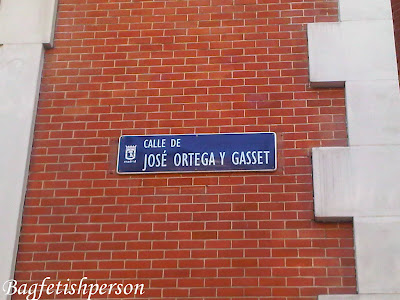 CALLE DE
JOSÉ ORTEGA Y GASSET
Bagfetishperson